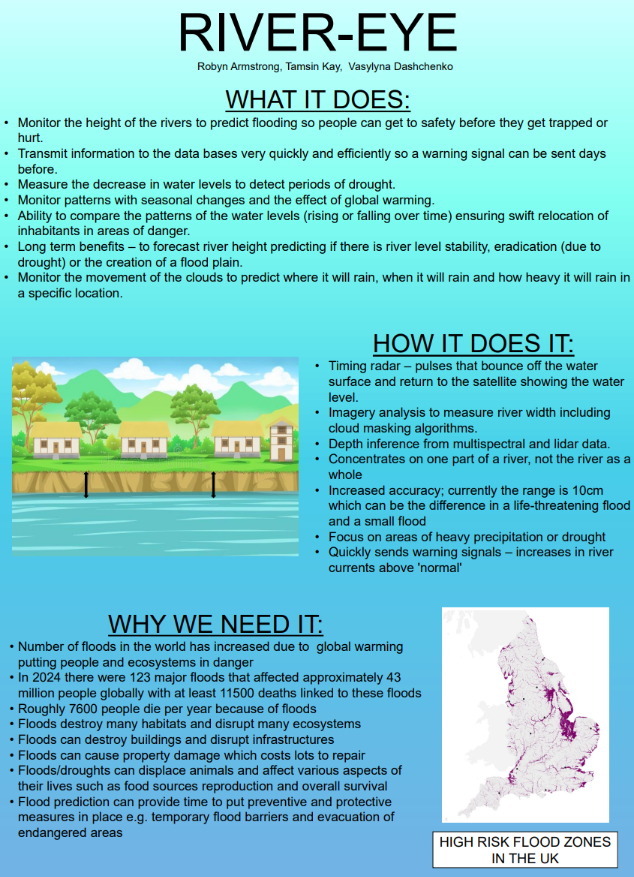 RIVER-EYE
Robyn Armstrong, Tamsin Kay, Vasylyna Dashchenko
WHAT IT DOES:
• Monitor the height of the rivers to predict flooding so people can get to safety before they get trapped or
hurt.
• Transmit information to the data bases very quickly and efficiently so a warning signal can be sent days
before.
• Measure the decrease in water levels to detect periods of drought.
• Monitor patterns with seasonal changes and the effect of global warming.
• Ability to compare the patterns of the water levels (rising or falling over time) ensuring swift relocation of
inhabitants in areas of danger.
• Long term benefits – to forecast river height predicting if there is river level stability, eradication (due to
drought) or the creation of a flood plain.
• Monitor the movement of the clouds to predict where it will rain, when it will rain and how heavy it will rain in
a specific location.
HOW IT DOES IT:
• Timing radar – pulses that bounce off the water
surface and return to the satellite showing the water
level.
• Imagery analysis to measure river width including
cloud masking algorithms.
• Depth inference from multispectral and lidar data.
• Concentrates on one part of a river, not the river as a
whole
• Increased accuracy; currently the range is 10cm
which can be the difference in a life-threatening flood
and a small flood
• Focus on areas of heavy precipitation or drought
• Quickly sends warning signals – increases in river
currents above 'normal'
WHY WE NEED IT:
• Number of floods in the world has increased due to global warming
putting people and ecosystems in danger
• In 2024 there were 123 major floods that affected approximately 43
million people globally with at least 11500 deaths linked to these floods
• Roughly 7600 people die per year because of floods
• Floods destroy many habitats and disrupt many ecosystems
• Floods can destroy buildings and disrupt infrastructures
• Floods can cause property damage which costs lots to repair
• Floods/droughts can displace animals and affect various aspects of
their lives such as food sources reproduction and overall survival
• Flood prediction can provide time to put preventive and protective
measures in place e.g. temporary flood barriers and evacuation of
endangered areas
HIGH RISK FLOOD ZONES
IN THE UK